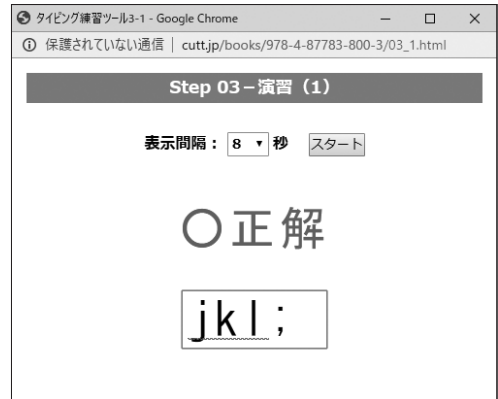 タイピング練習ツール3-1 - Google Chrome
保護されていない通信 | cutt.jp/books/978-4-87783-800-3/03_1.html
Step 03－演習（1）
表示間隔： 8 ▼ 秒 スタート
〇正解
jkl;